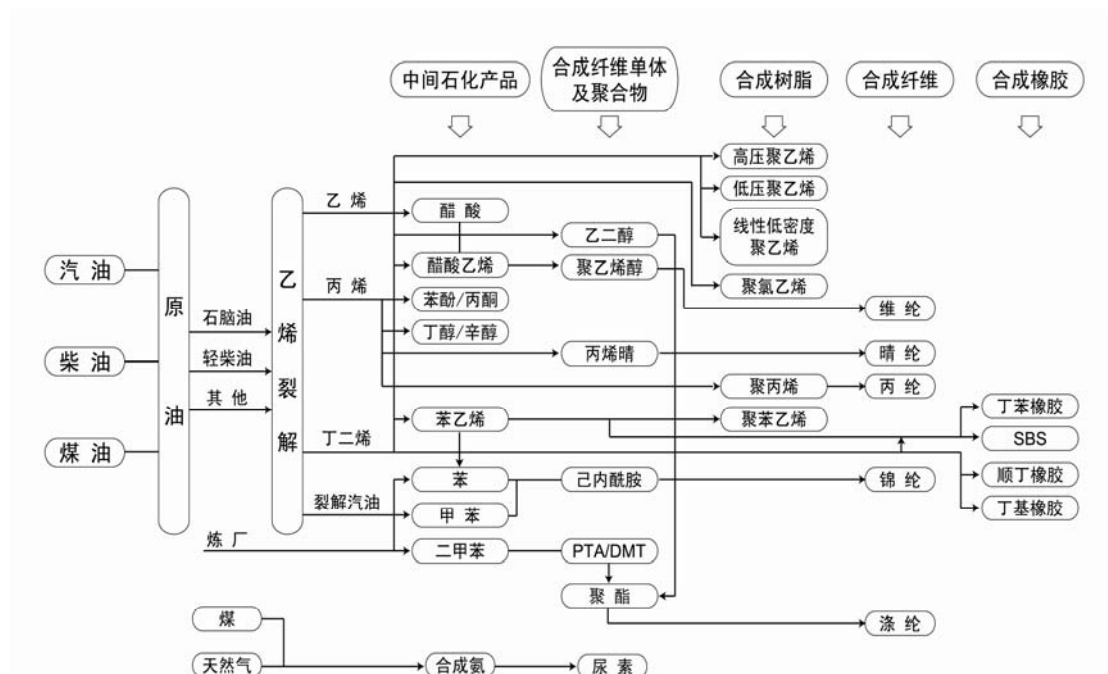 中间石化产品
合成纤维单体
及聚合物
合成树脂
合成纤维
合成橡胶
高压聚乙烯
低压聚乙烯
线性低密度
聚乙烯
聚氯乙烯
乙烯
醋酸
乙二醇
醋酸乙烯
聚乙烯醇
维纶
汽油
柴油
煤油
原油
石脑油
轻柴油
其他
乙烯裂解
丙烯
苯酚/丙酮
丁醇/辛醇
丙烯晴
晴纶
聚丙烯
丙纶
丁二烯
苯乙烯
聚苯乙烯
丁苯橡胶
SBS
顺丁橡胶
丁基橡胶
裂解汽油
苯
甲苯
己内酰胺
锦纶
炼厂
二甲苯
PTA/DMT
聚酯
涤纶
煤
天然气
合成氨
尿素